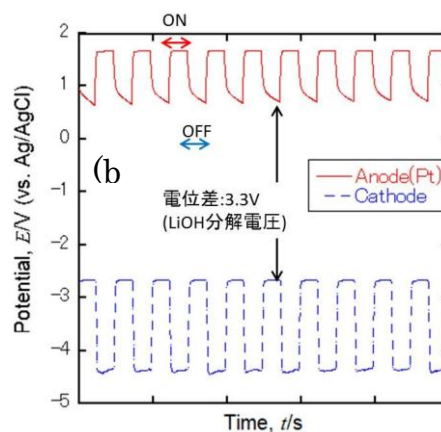 ON
2
1
0
-1
-2
-3
-4
-5
OFF
(b)
電位差:3.3V
(LiOH分解電圧)
Anode(Pt)
Cathode
Potential, E/V (vs. Ag/AgCl)
Time, t/s